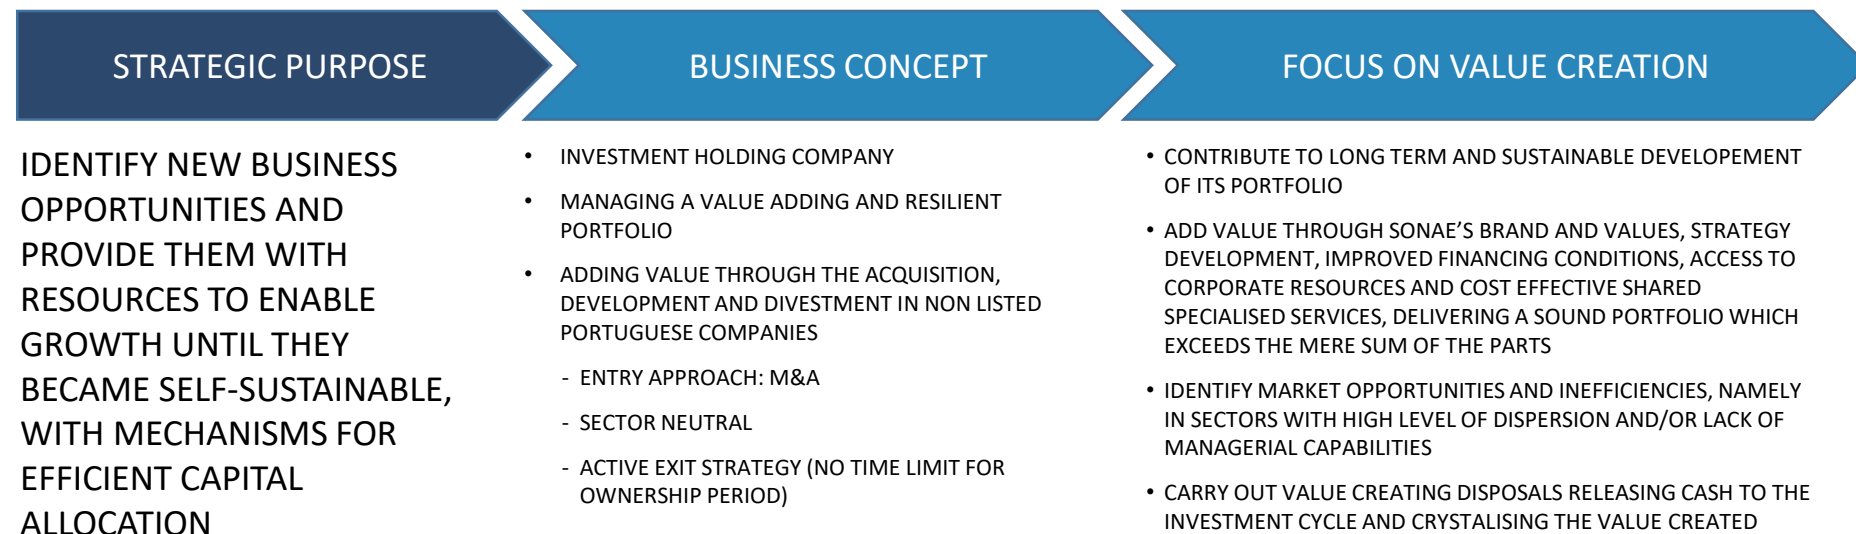 STRATEGIC PURPOSE
BUSINESS CONCEPT
FOCUS ON VALUE CREATION
IDENTIFY NEW BUSINESS
OPPORTUNITIES AND
PROVIDE THEM WITH
RESOURCES TO ENABLE
GROWTH UNTIL THEY
BECAME SELF-SUSTAINABLE,
WITH MECHANISMS FOR
EFFICIENT CAPITAL
ALLOCATION
• INVESTMENT HOLDING COMPANY
• MANAGING A VALUE ADDING AND RESILIENT
PORTFOLIO
• ADDING VALUE THROUGH THE ACQUISITION,
DEVELOPMENT AND DIVESTMENT IN NON LISTED
PORTUGUESE COMPANIES
- ENTRY APPROACH: M&A
- SECTOR NEUTRAL
- ACTIVE EXIT STRATEGY (NO TIME LIMIT FOR
OWNERSHIP PERIOD)
• CONTRIBUTE TO LONG TERM AND SUSTAINABLE DEVELOPEMENT
OF ITS PORTFOLIO
• ADD VALUE THROUGH SONAE’S BRAND AND VALUES, STRATEGY
DEVELOPMENT, IMPROVED FINANCING CONDITIONS, ACCESS TO
CORPORATE RESOURCES AND COST EFFECTIVE SHARED
SPECIALISED SERVICES, DELIVERING A SOUND PORTFOLIO WHICH
EXCEEDS THE MERE SUM OF THE PARTS
• IDENTIFY MARKET OPPORTUNITIES AND INEFFICIENCIES, NAMELY
IN SECTORS WITH HIGH LEVEL OF DISPERSION AND/OR LACK OF
MANAGERIAL CAPABILITIES
• CARRY OUT VALUE CREATING DISPOSALS RELEASING CASH TO THE
INVESTMENT CYCLE AND CRYSTALISING THE VALUE CREATED